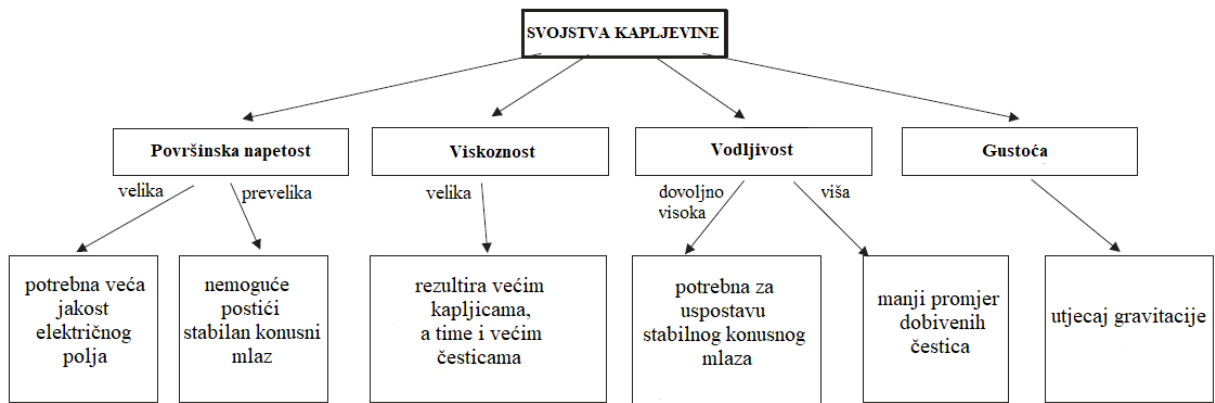 SVOJSTVA KAPLJEVINE
Površinska napetost
Viskoznost
Vodljivost
Gustoća
velika
prevelika
velika
dovoljno
visoka
viša
potrebna veća
jakost
električnog
polja
nemoguće
postići
stabilan konusni
mlaz
rezultira većim
kapljicama,
a time i većim
česticama
potrebna za
uspostavu
stabilnog konusnog
mlaza
manji promjer
dobivenih
čestica
utjecaj gravitacije